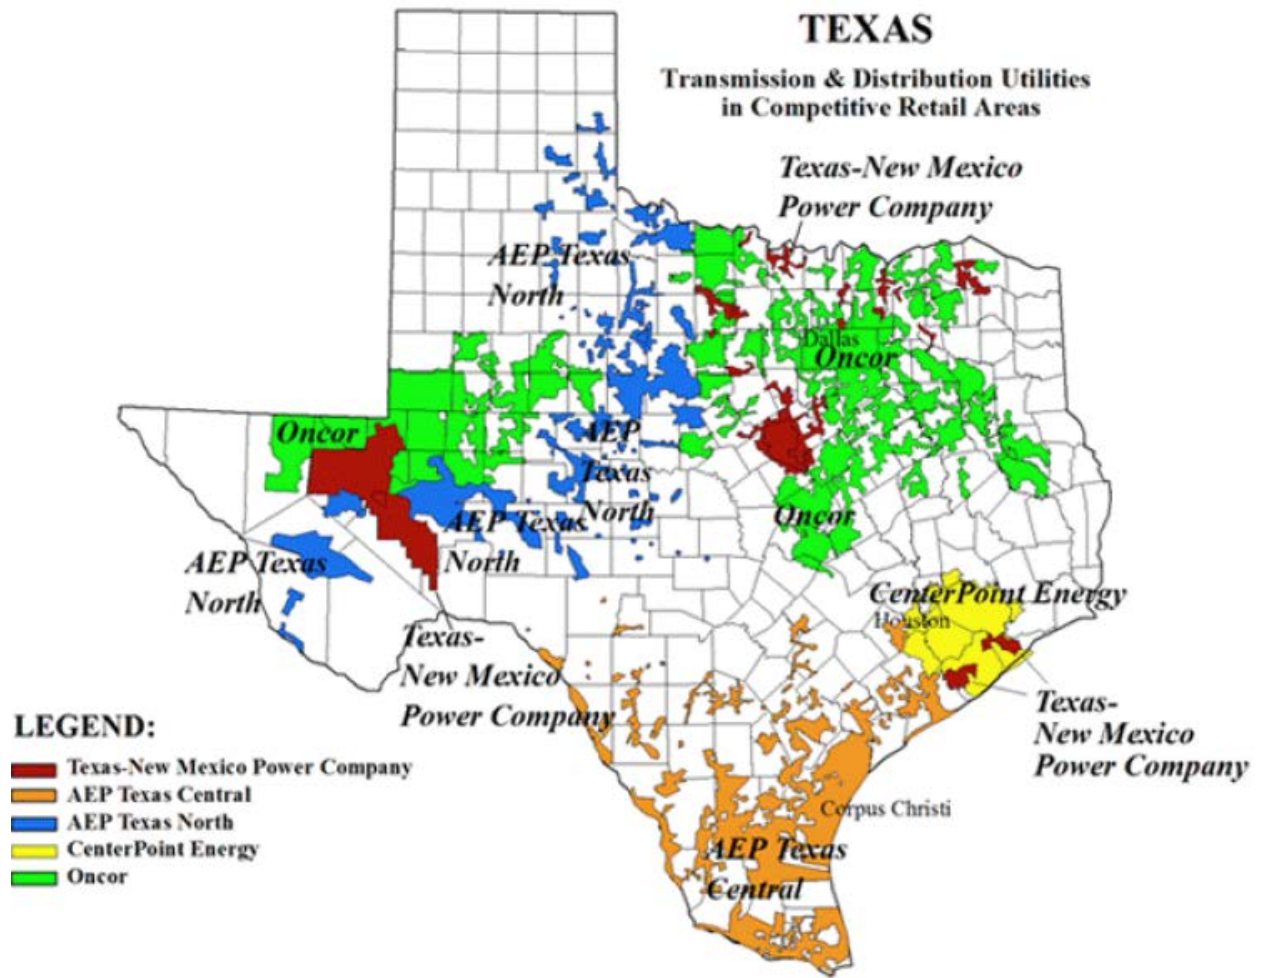 TEXAS
Transmission & Distribution Utilities
in Competitive Retail Areas
Texas-New Mexico
Power Company
AEP Texas
North
Dallas
Oncor
Oncor
AEP
Texas
North
Oncor
AEP Texas
North
AEP Texas
North
CenterPoint Energy
Houston
Texas-
New Mexico
Power Company
Texas-
New Mexico
Power Company
Corpus Christi
AEP Texas
Central
LEGEND:
Texas-New Mexico Power Company
AEP Texas Central
AEP Texas North
CenterPoint Energy
Oncor